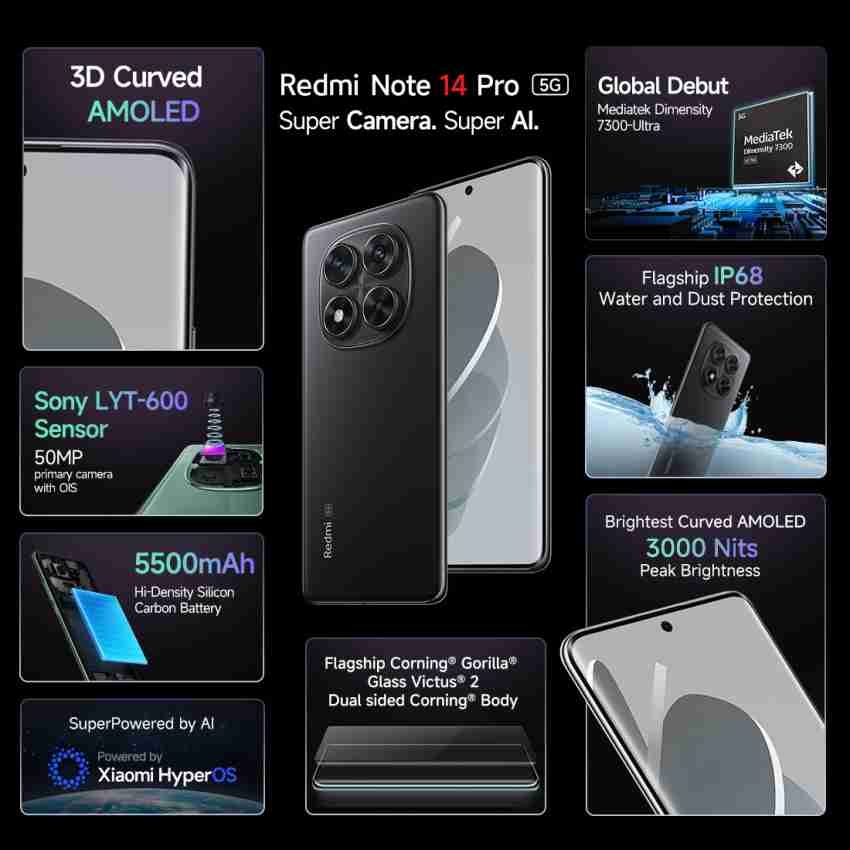 Redmi Note 14 Pro 5G
Super Camera. Super AI.
3D Curved
AMOLED
Global Debut
Mediatek Dimensity
7300-Ultra
5G
MediaTek
Dimensity 7300
Flagship IP68
Water and Dust Protection
Sony LYT-600
Sensor
50MP
primary camera
with OIS
Redmi 5G
Brightest Curved AMOLED
3000 Nits
Peak Brightness
5500mAh
Hi-Density Silicon
Carbon Battery
Flagship Corning® Gorilla®
Glass Victus® 2
Dual sided Corning® Body
SuperPowered by AI
Powered by
Xiaomi HyperOS